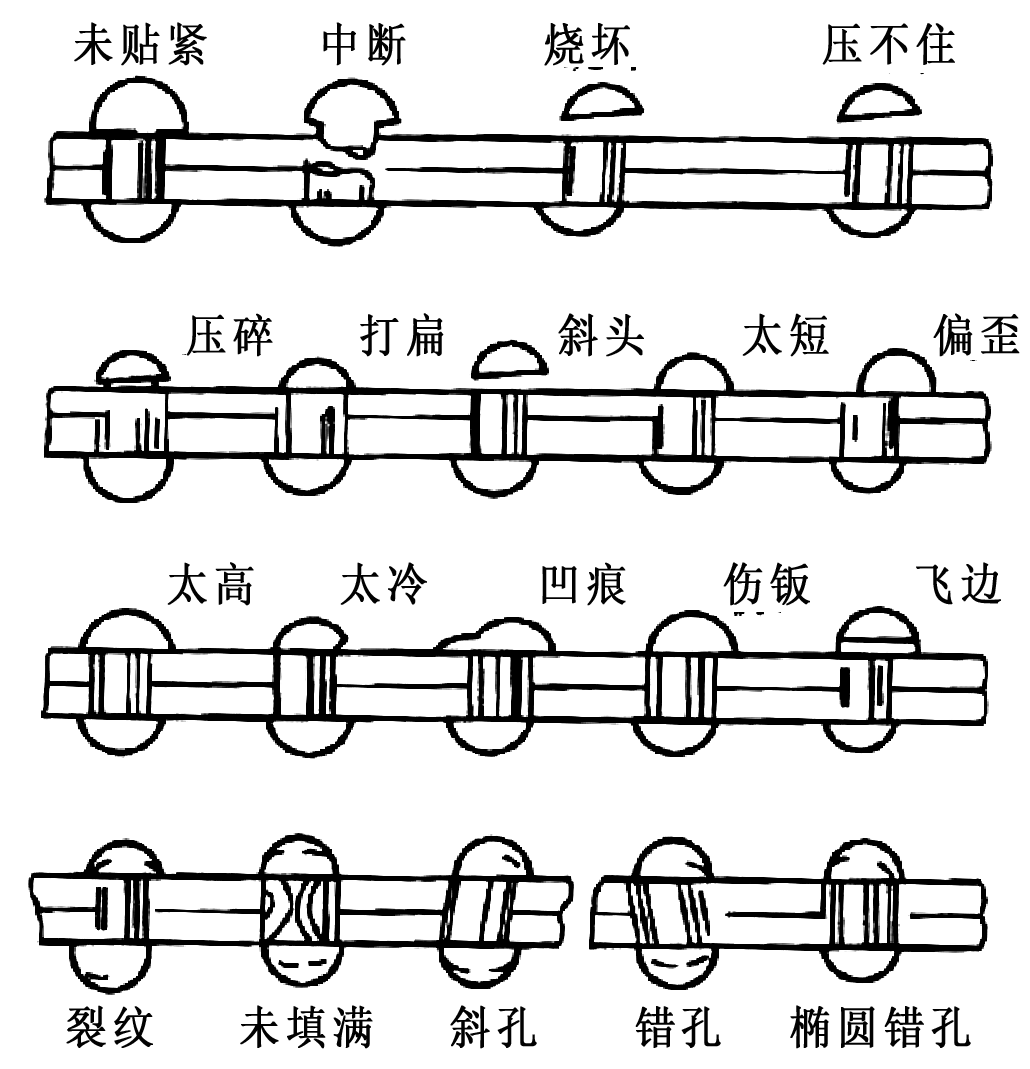 未贴紧 中断 烧坏 压不住
压碎 打扁 斜头 太短 偏歪
太高 太冷 凹痕 伤钣 飞边
裂纹 未填满 斜孔 错孔 椭圆错孔